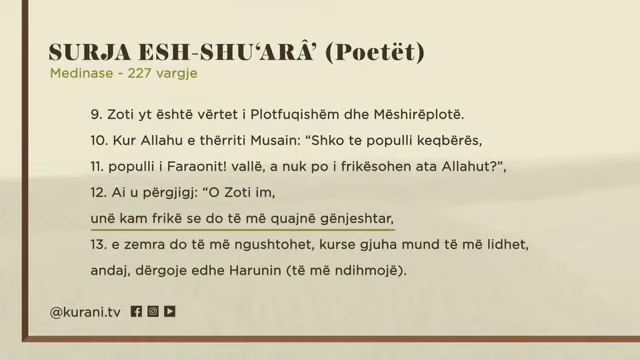 SURJA ESH-SHU‘ARÂ’ (Poetët)
Medinase - 227 vargje
9. Zoti yt është vërtet i Plotfuqishëm dhe Mëshirëplotë.
10. Kur Allahu e thërriti Musain: “Shko te populli keqbërës,
11. populli i Faraonit! vallë, a nuk po i frikësohen ata Allahut?”,
12. Ai u përgjigj: “O Zoti im,
unë kam frikë se do të më quajnë gënjeshtar,
13. e zemra do të më ngushtohet, kurse gjuha mund të më lidhet,
andaj, dërgoje edhe Harunin (të më ndihmojë).
@kurani.tv